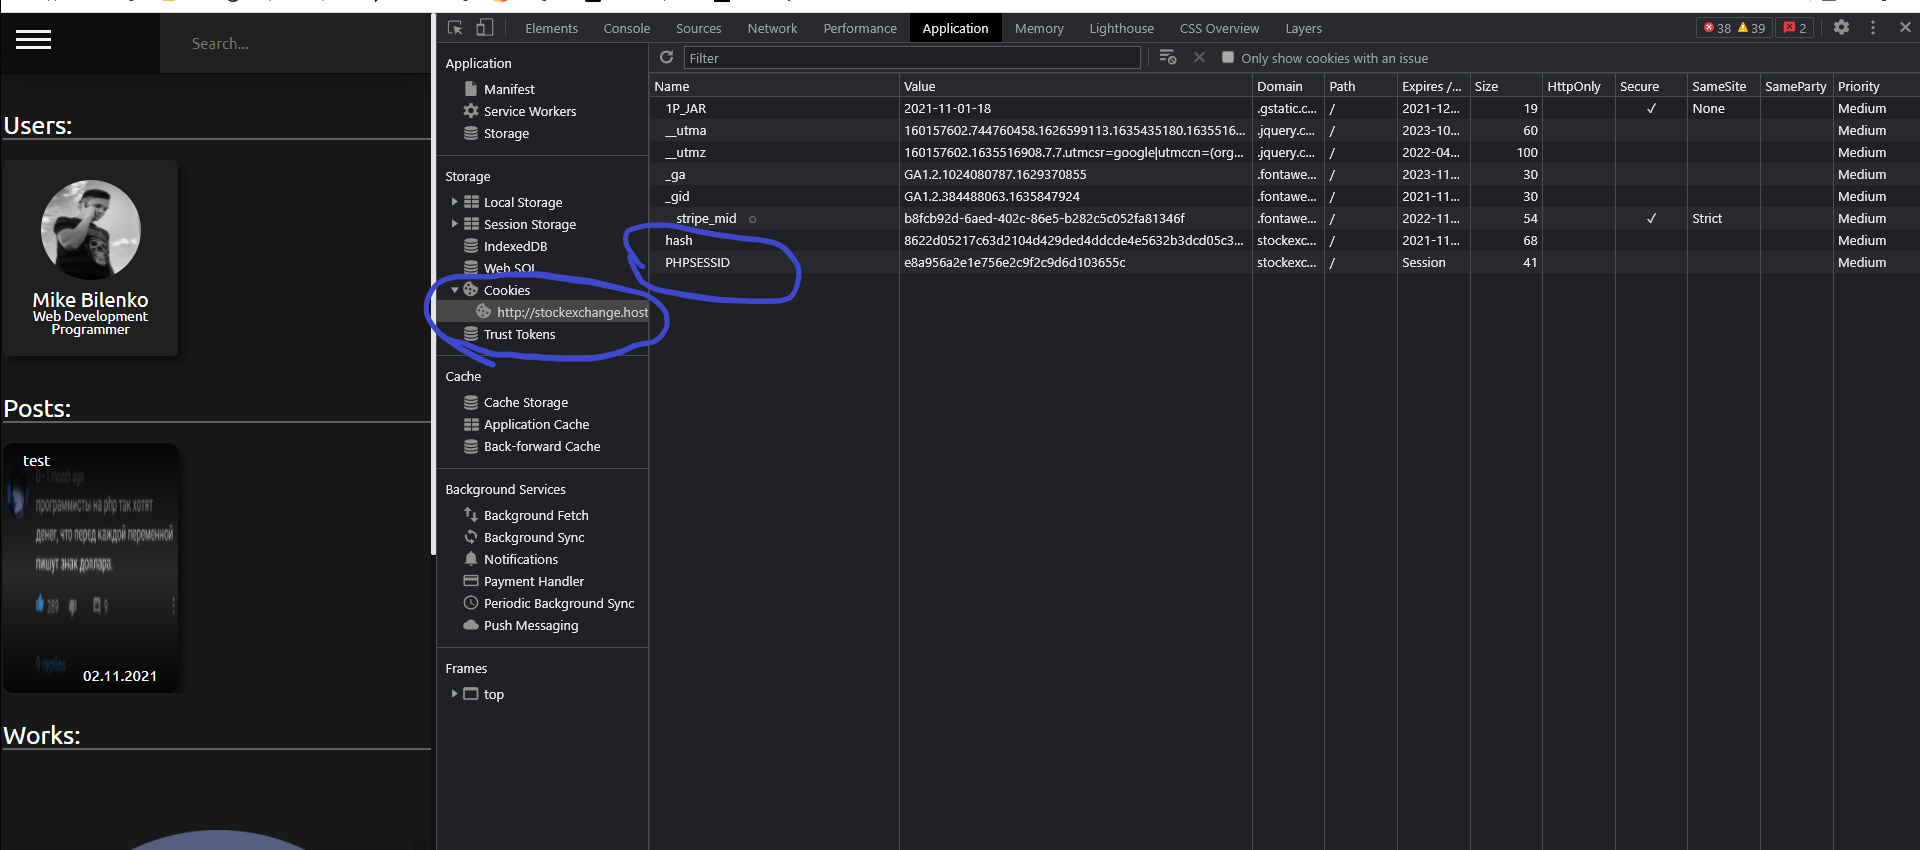 Search...
Users:
Mike Bilenko
Web Development
Programmer
Posts:
test
0 • 1 month ago
программисты на php так хотят
денег, что перед каждой переменной
пишут знак доллара.
289 9
9 replies
02.11.2021
Works:
Elements Console Sources Network Performance Application Memory Lighthouse CSS Overview Layers 38 39 2
Application
Manifest
Service Workers
Storage
Storage
Local Storage
Session Storage
IndexedDB
Web SQL
Cookies
http://stockexchange.host
Trust Tokens
Cache
Cache Storage
Application Cache
Back-forward Cache
Background Services
Background Fetch
Background Sync
Notifications
Payment Handler
Periodic Background Sync
Push Messaging
Frames
top
Filter Only show cookies with an issue
Name Value Domain Path Expires /... Size HttpOnly Secure SameSite SameParty Priority
1P_JAR 2021-11-01-18 .gstatic.c... / 2021-12... 19 ✓ None Medium
__utma 160157602.744760458.1626599113.1635435180.1635516... .jquery.c... / 2023-10... 60 Medium
__utmz 160157602.1635516908.7.7.utmcsr=google|utmccn=(org... .jquery.c... / 2022-04... 100 Medium
_ga GA1.2.1024080787.1629370855 .fontawe... / 2023-11... 30 Medium
_gid GA1.2.384488063.1635847924 .fontawe... / 2021-11... 30 Medium
__stripe_mid b8fcb92d-6aed-402c-86e5-b282c5c052fa81346f .fontawe... / 2022-11... 54 ✓ Strict Medium
hash 8622d05217c63d2104d429ded4ddcde4e5632b3dcd05c3... stockexc... / 2021-11... 68 Medium
PHPSESSID e8a956a2e1e756e2c9f2c9d6d103655c stockexc... / Session 41 Medium